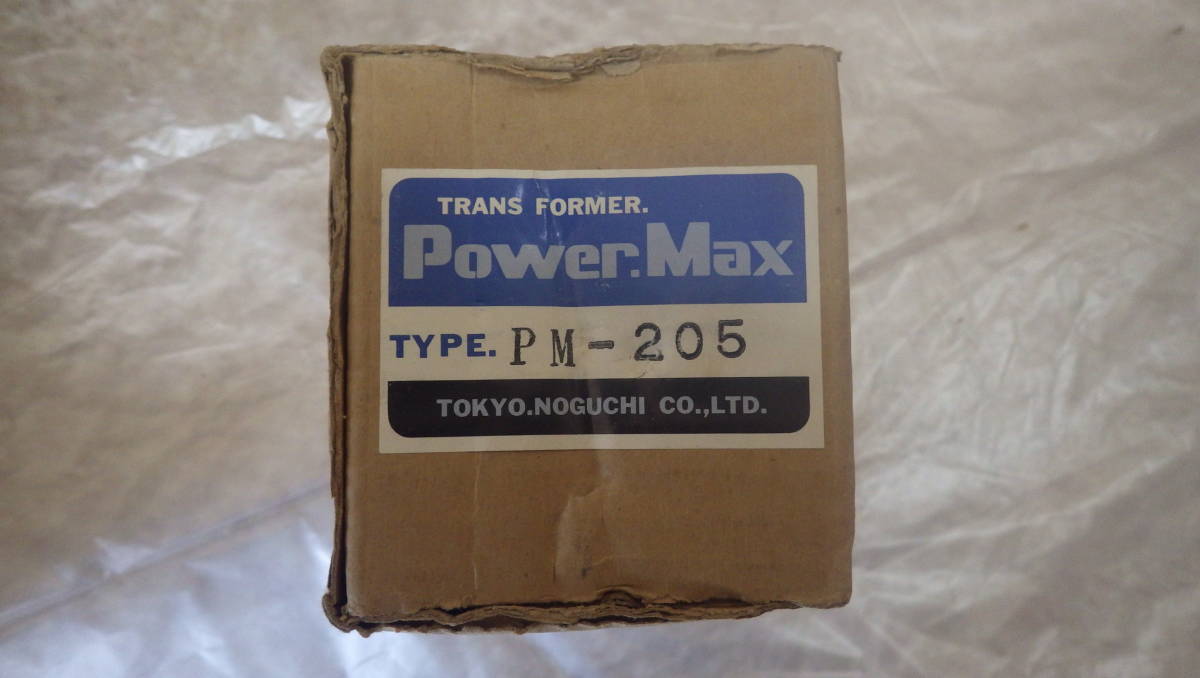 TRANS FORMER.
Power.Max
TYPE. PM-205
TOKYO.NOGUCHI CO.,LTD.